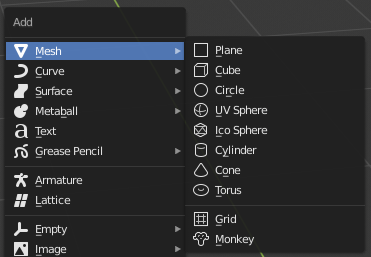 Add
Mesh
Curve
Surface
Metaball
Text
Grease Pencil
Armature
Lattice
Empty
Image
Plane
Cube
Circle
UV Sphere
Ico Sphere
Cylinder
Cone
Torus
Grid
Monkey